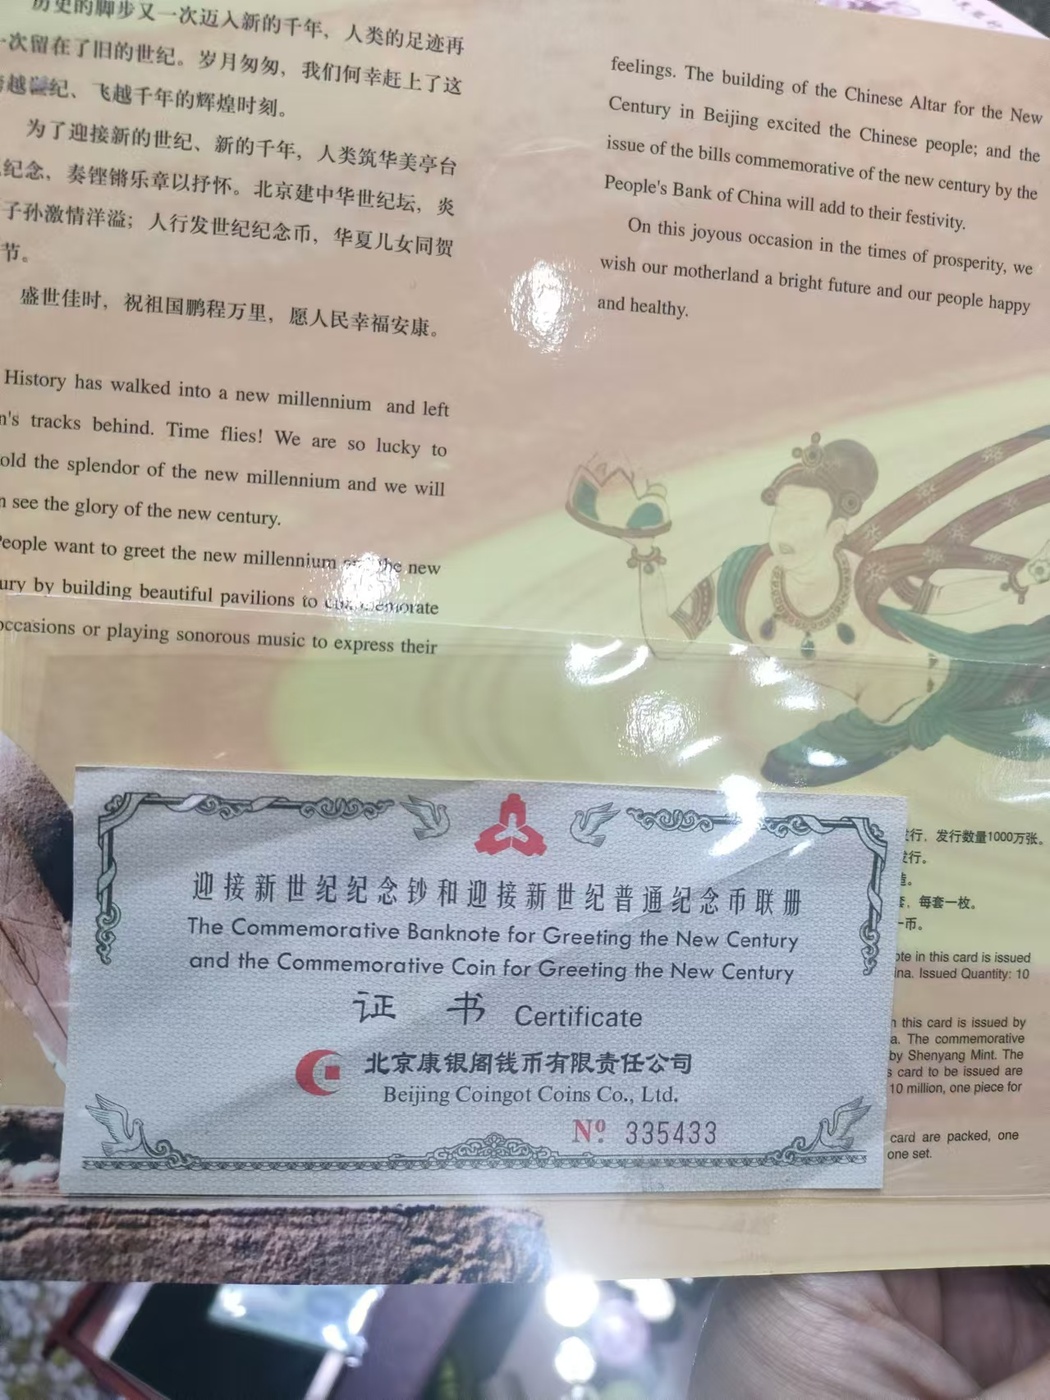 历史的脚步又一次迈入新的千年，人类的足迹再
一次留在了旧的世纪。岁月匆匆，我们何幸赶上了这
越世纪、飞越千年的辉煌时刻。
为了迎接新的世纪、新的千年，人类筑华美亭台
纪念，奏铿锵乐章以抒怀。北京建中华世纪坛，炎
子孙激情洋溢；人行发世纪纪念币，华夏儿女同贺
节。
盛世佳时，祝祖国鹏程万里，愿人民幸福安康。
History has walked into a new millennium and left
n's tracks behind. Time flies! We are so lucky to
old the splendor of the new millennium and we will
n see the glory of the new century.
People want to greet the new millennium the new
ury by building beautiful pavilions to commemorate
occasions or playing sonorous music to express their
feelings. The building of the Chinese Altar for the New
Century in Beijing excited the Chinese people; and the
issue of the bills commemorative of the new century by the
People's Bank of China will add to their festivity.
On this joyous occasion in the times of prosperity, we
wish our motherland a bright future and our people happy
and healthy.
迎接新世纪纪念钞和迎接新世纪普通纪念币联册
The Commemorative Banknote for Greeting the New Century
and the Commemorative Coin for Greeting the New Century
证 书 Certificate
北京康银阁钱币有限责任公司
Beijing Coingot Coins Co., Ltd.
Nº 335433
行，发行数量1000万张。
行。
每套一枚。
一币。
ote in this card is issued
ina. Issued Quantity: 10
n this card is issued by
a. The commemorative
by Shenyang Mint. The
s card to be issued are
10 million, one piece for
card are packed, one
one set.